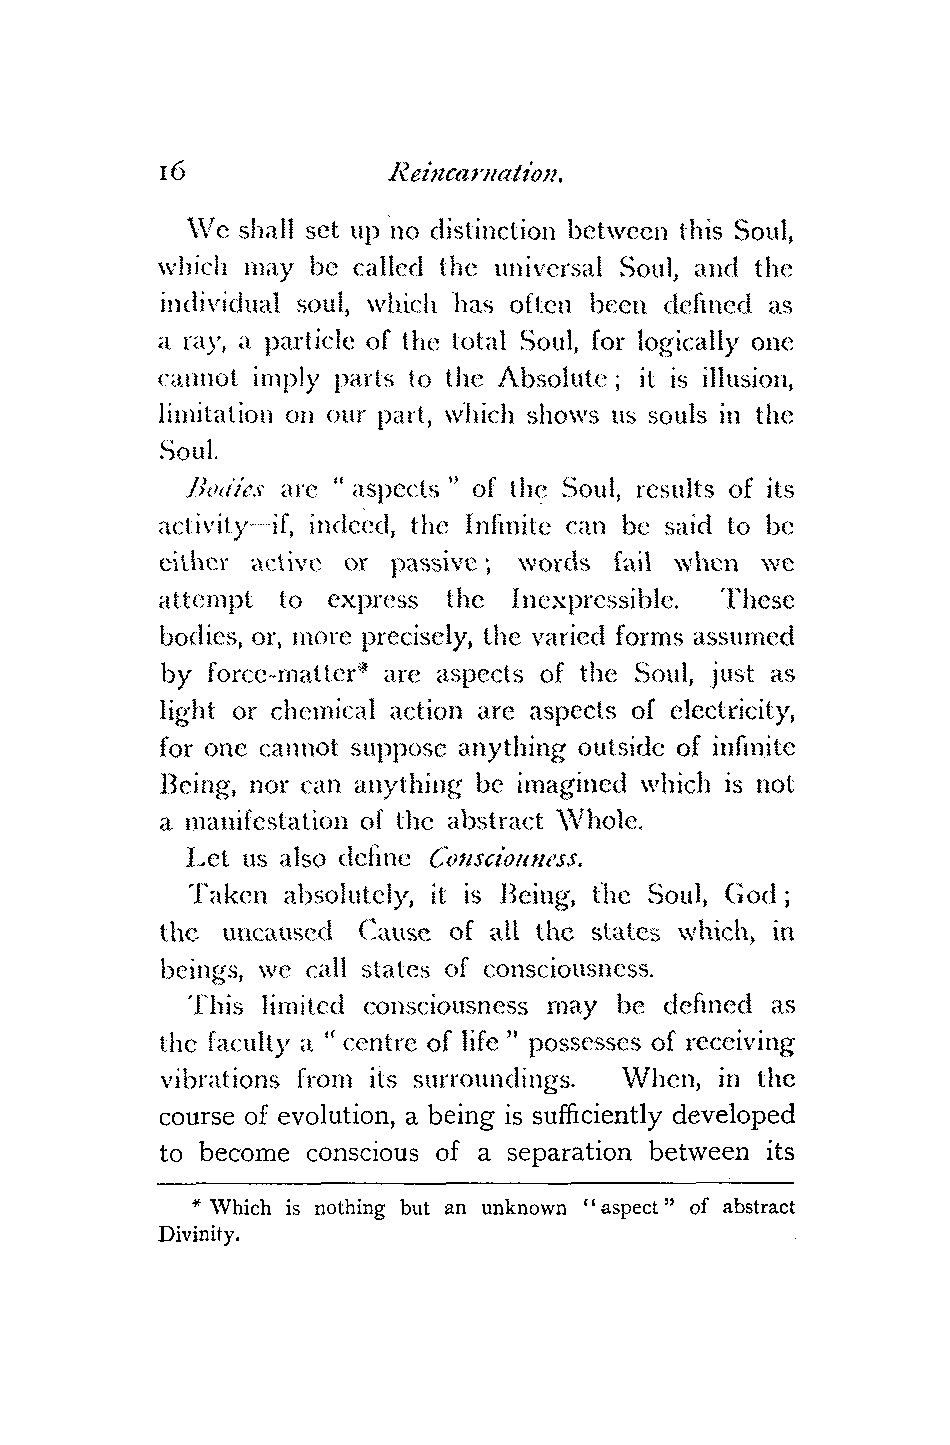 16 Reincarnation.
We shall set up no distinction between this Soul,
which may be called the universal Soul, and the
individual soul, which has often been defined as
a ray, a particle of the total Soul, for logically one
cannot imply parts to the Absolute ; it is illusion,
limitation on our part, which shows us souls in the
Soul.
Bodies are " aspects " of the Soul, results of its
activity—if, indeed, the Infinite can be said to be
either active or passive ; words fail when we
attempt to express the Inexpressible. These
bodies, or, more precisely, the varied forms assumed
by force-matter* are aspects of the Soul, just as
light or chemical action are aspects of electricity,
for one cannot suppose anything outside of infinite
Being, nor can anything be imagined which is not
a manifestation of the abstract Whole.
Let us also define Consciouness.
Taken absolutely, it is Being, the Soul, God ;
the uncaused Cause of all the states which, in
beings, we call states of consciousness.
This limited consciousness may be defined as
the faculty a " centre of life " possesses of receiving
vibrations from its surroundings. When, in the
course of evolution, a being is sufficiently developed
to become conscious of a separation between its
* Which is nothing but an unknown "aspect" of abstract
Divinity.